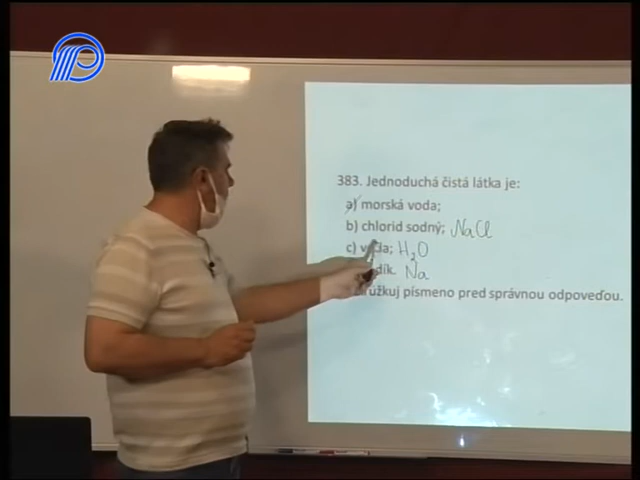 383. Jednoduchá čistá látka je:
a) morská voda;
b) chlorid sodný; NaCl
c) H₂O
Na
písmeno pred správnou odpoveďou.